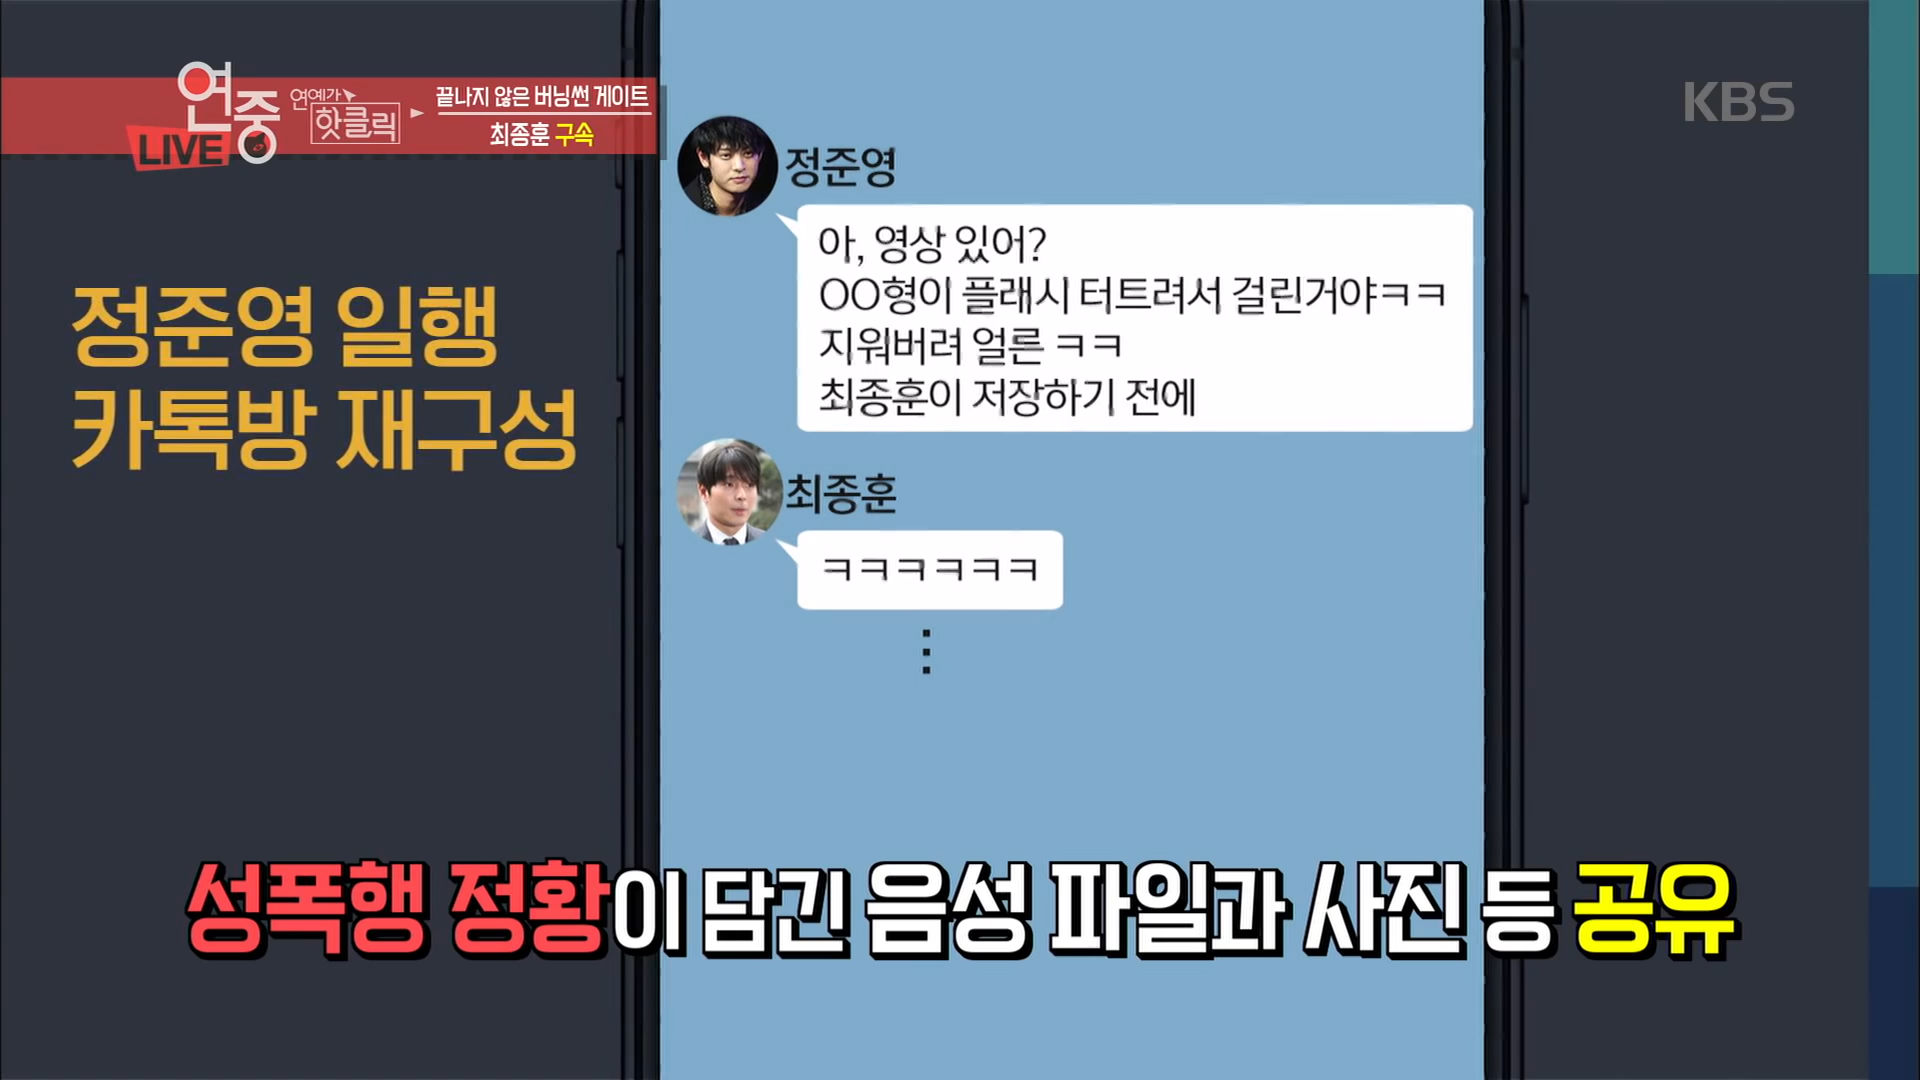 연중
LIVE
연예가
핫클릭
끝나지 않은 버닝썬 게이트
최종훈 구속
KBS
정준영 일행
카톡방 재구성
정준영
아, 영상 있어?
OO형이 플래시 터트려서 걸린거야ㅋㅋ
지워버려 얼른 ㅋㅋ
최종훈이 저장하기 전에
최종훈
ㅋㅋㅋㅋㅋㅋ
성폭행 정황이 담긴 음성 파일과 사진 등 공유